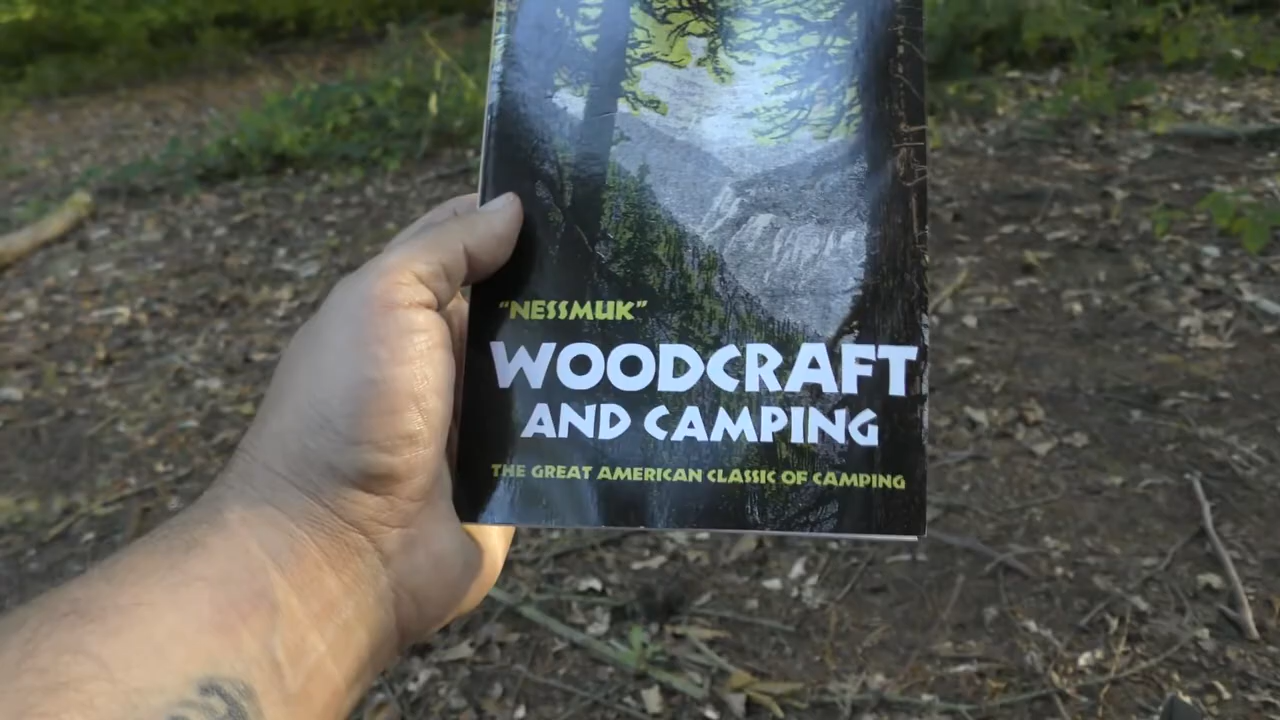 "NESSMUK"
WOODCRAFT
AND CAMPING
THE GREAT AMERICAN CLASSIC OF CAMPING